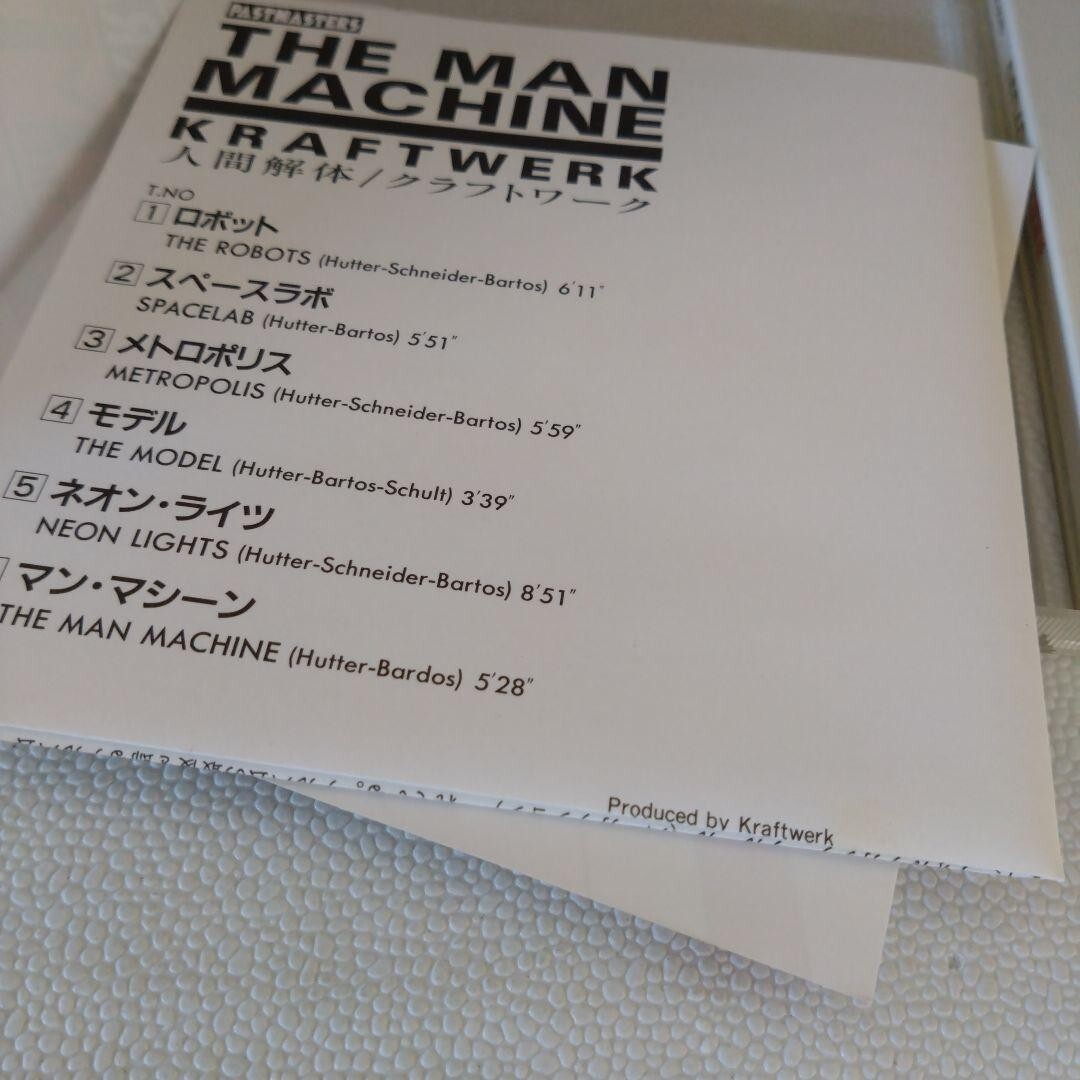 PASTMASTERS
THE MAN
MACHINE
KRAFTWERK
人間解体/クラフトワーク
T.NO
1 ロボット
THE ROBOTS (Hutter-Schneider-Bartos) 6'11"
2 スペースラボ
SPACELAB (Hutter-Bartos) 5'51"
3 メトロポリス
METROPOLIS (Hutter-Schneider-Bartos) 5'59"
4 モデル
THE MODEL (Hutter-Bartos-Schult) 3'39"
5 ネオン・ライツ
NEON LIGHTS (Hutter-Schneider-Bartos) 8'51"
マン・マシーン
THE MAN MACHINE (Hutter-Bardos) 5'28"
Produced by Kraftwerk